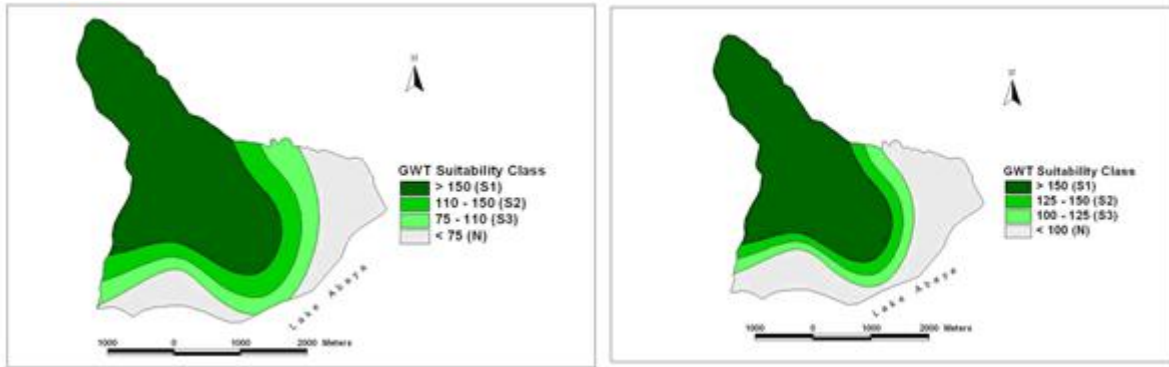 N
GWT Suitability Class
> 150 (S1)
110 - 150 (S2)
75 - 110 (S3)
< 75 (N)
Lake Abaya
1000 0 1000 2000 Meters
N
GWT Suitability Class
> 150 (S1)
125 - 150 (S2)
100 - 125 (S3)
< 100 (N)
Lake Abaya
1000 0 1000 2000 Meters